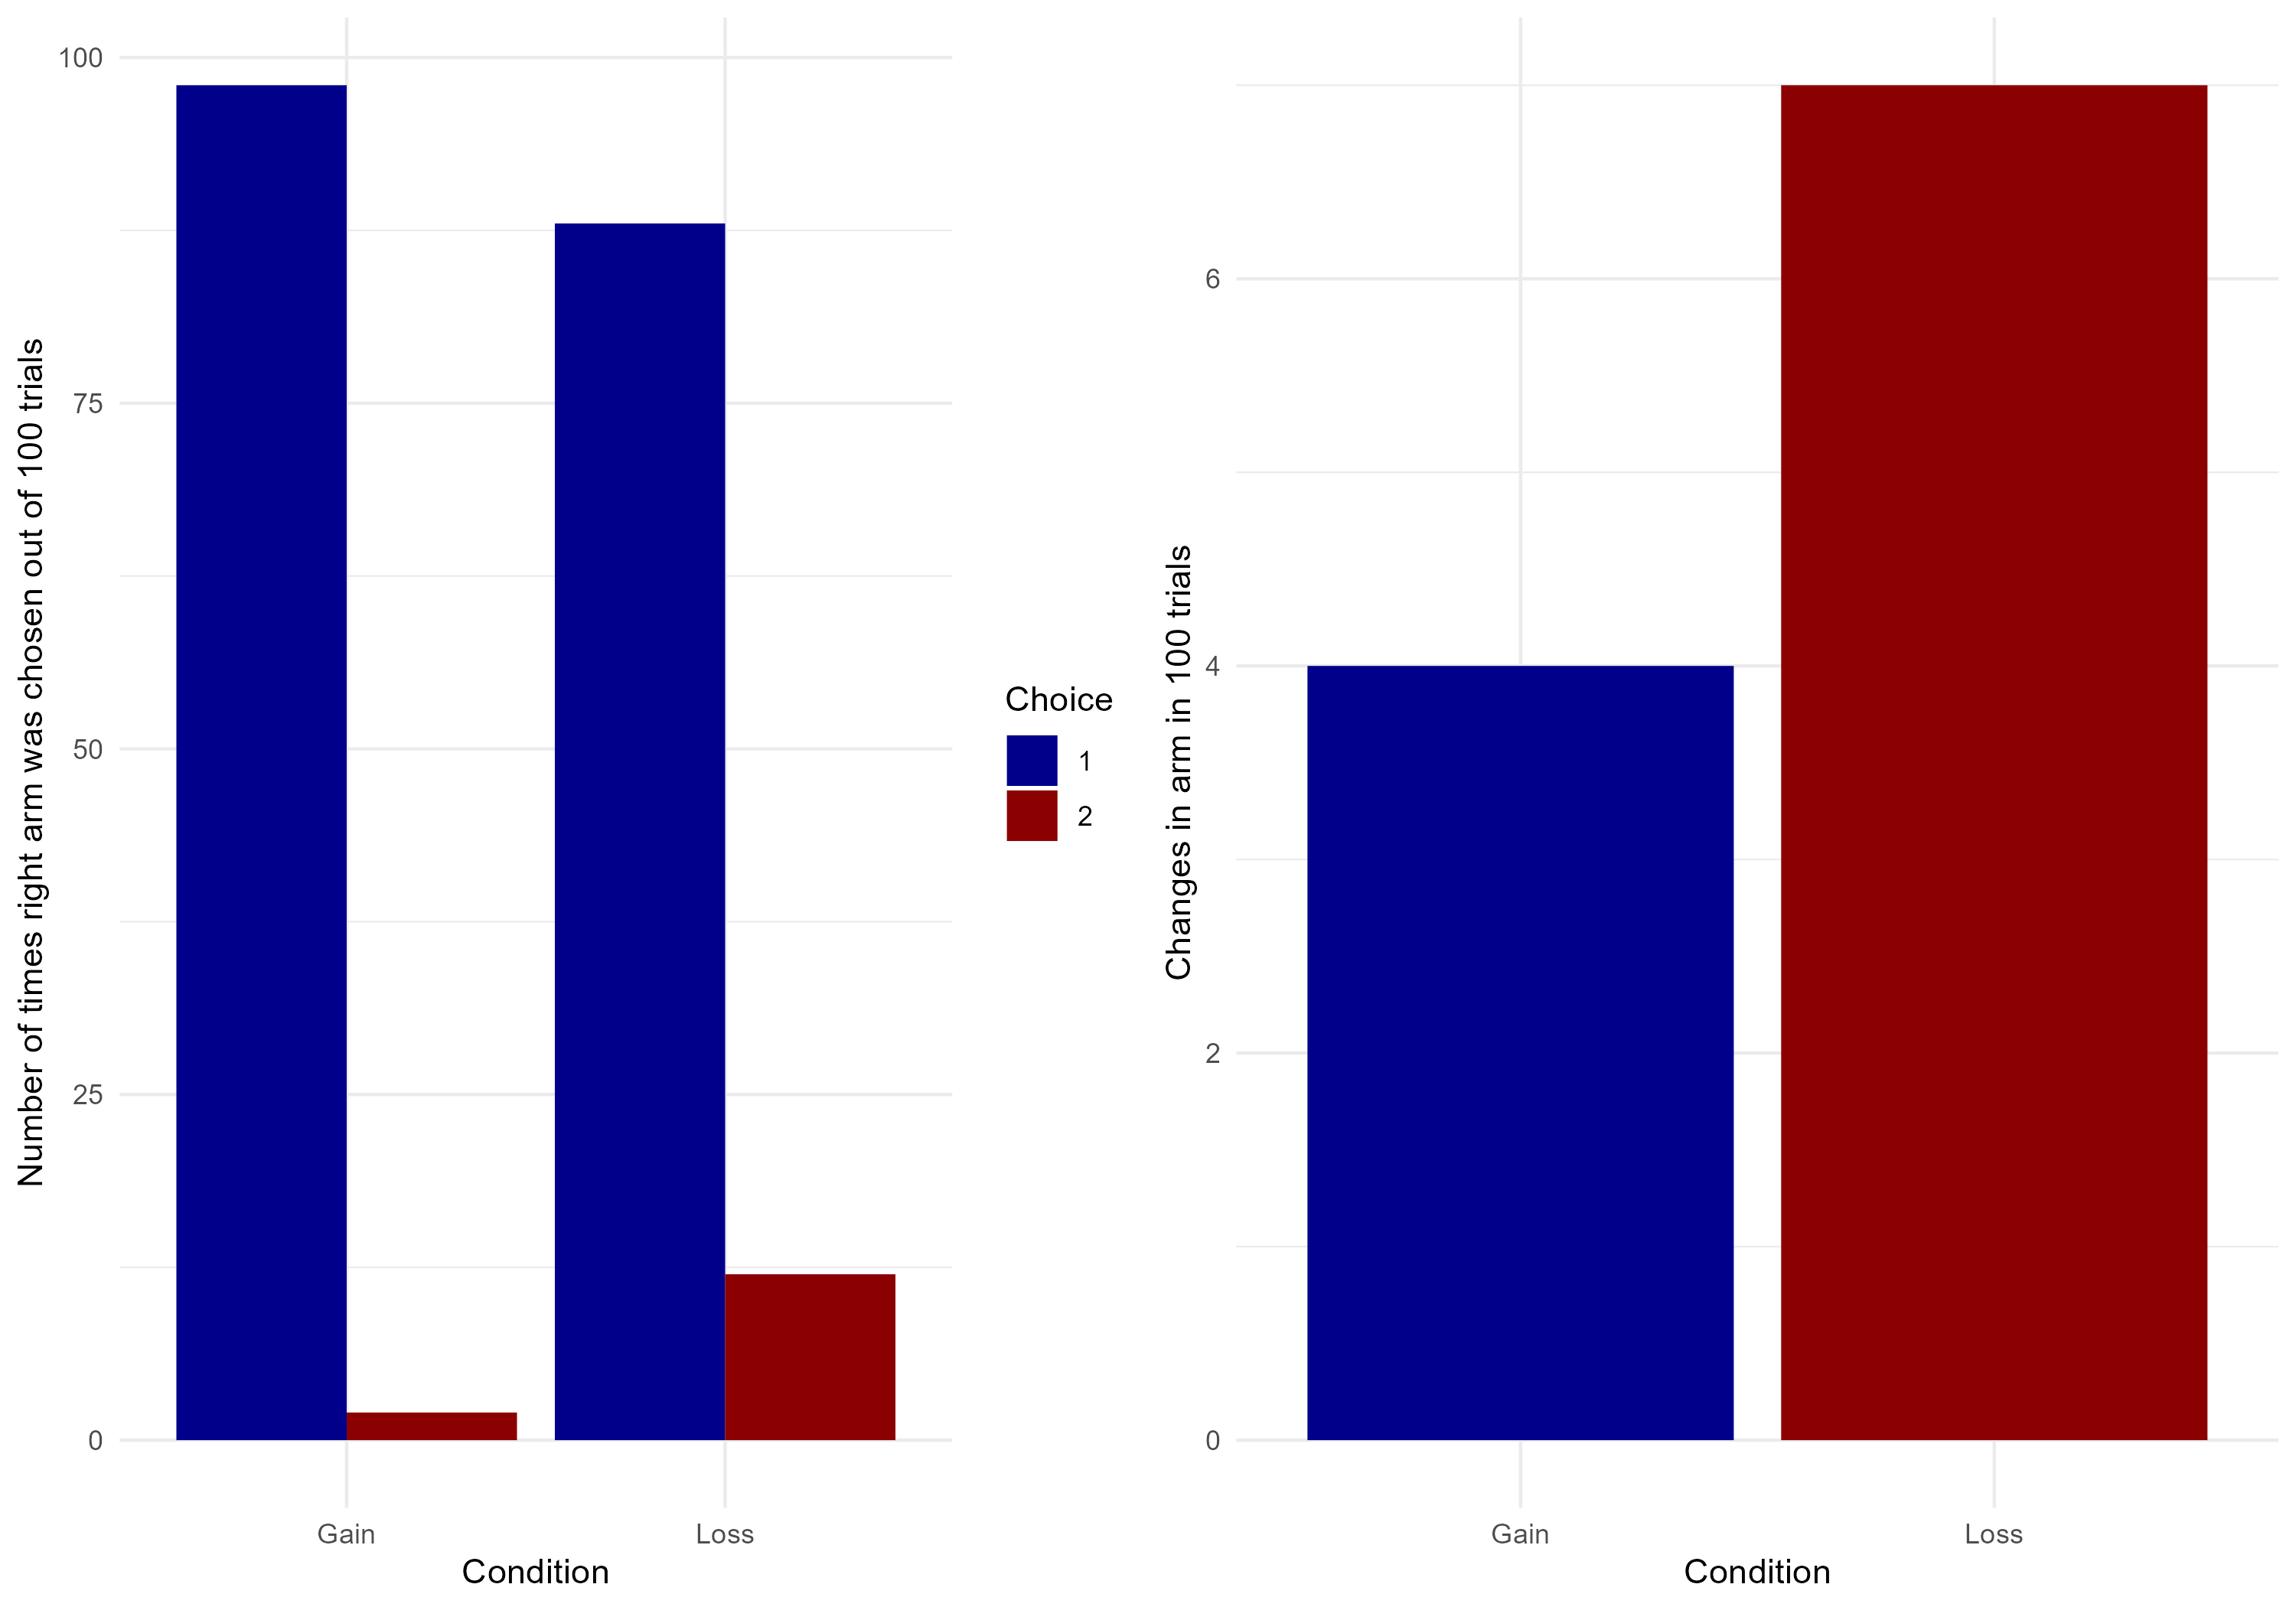 Number of times right arm was chosen out of 100 trials
100
75
50
25
0
Gain
Loss
Condition
Choice
1
2
Changes in arm in 100 trials
6
4
2
0
Gain
Loss
Condition